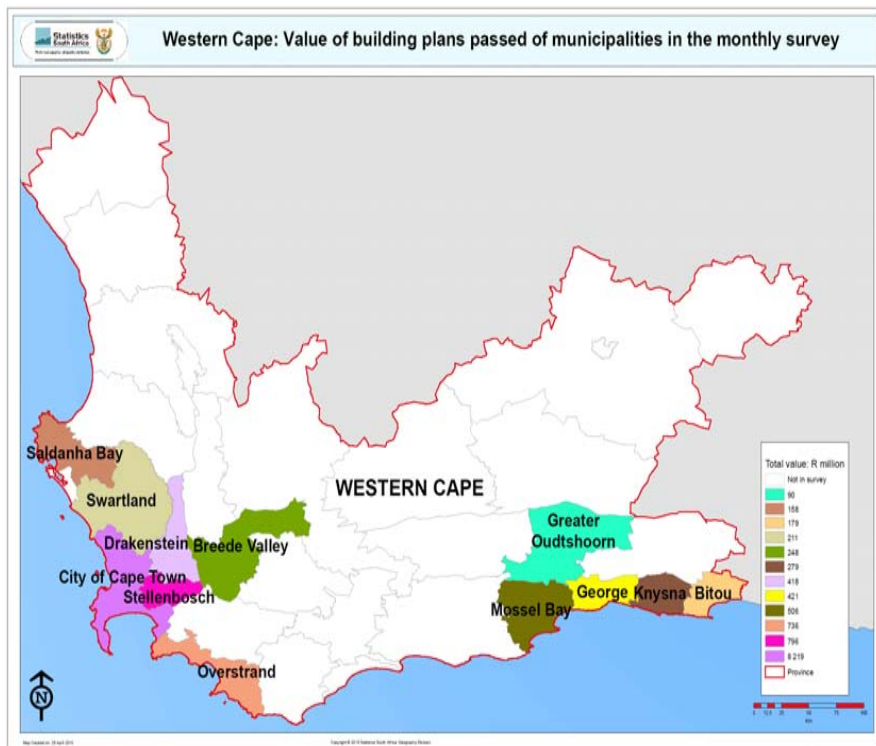 Statistics
South Africa
Western Cape: Value of building plans passed of municipalities in the monthly survey
Saldanha Bay
Swartland
WESTERN CAPE
Greater
Oudtshoorn
Drakenstein
Breede Valley
City of Cape Town
Stellenbosch
George
Knysna
Bitou
Mossel Bay
Overstrand
N
Total value: R million
Not in survey
90
158
179
211
248
279
418
421
506
736
796
8 219
Province